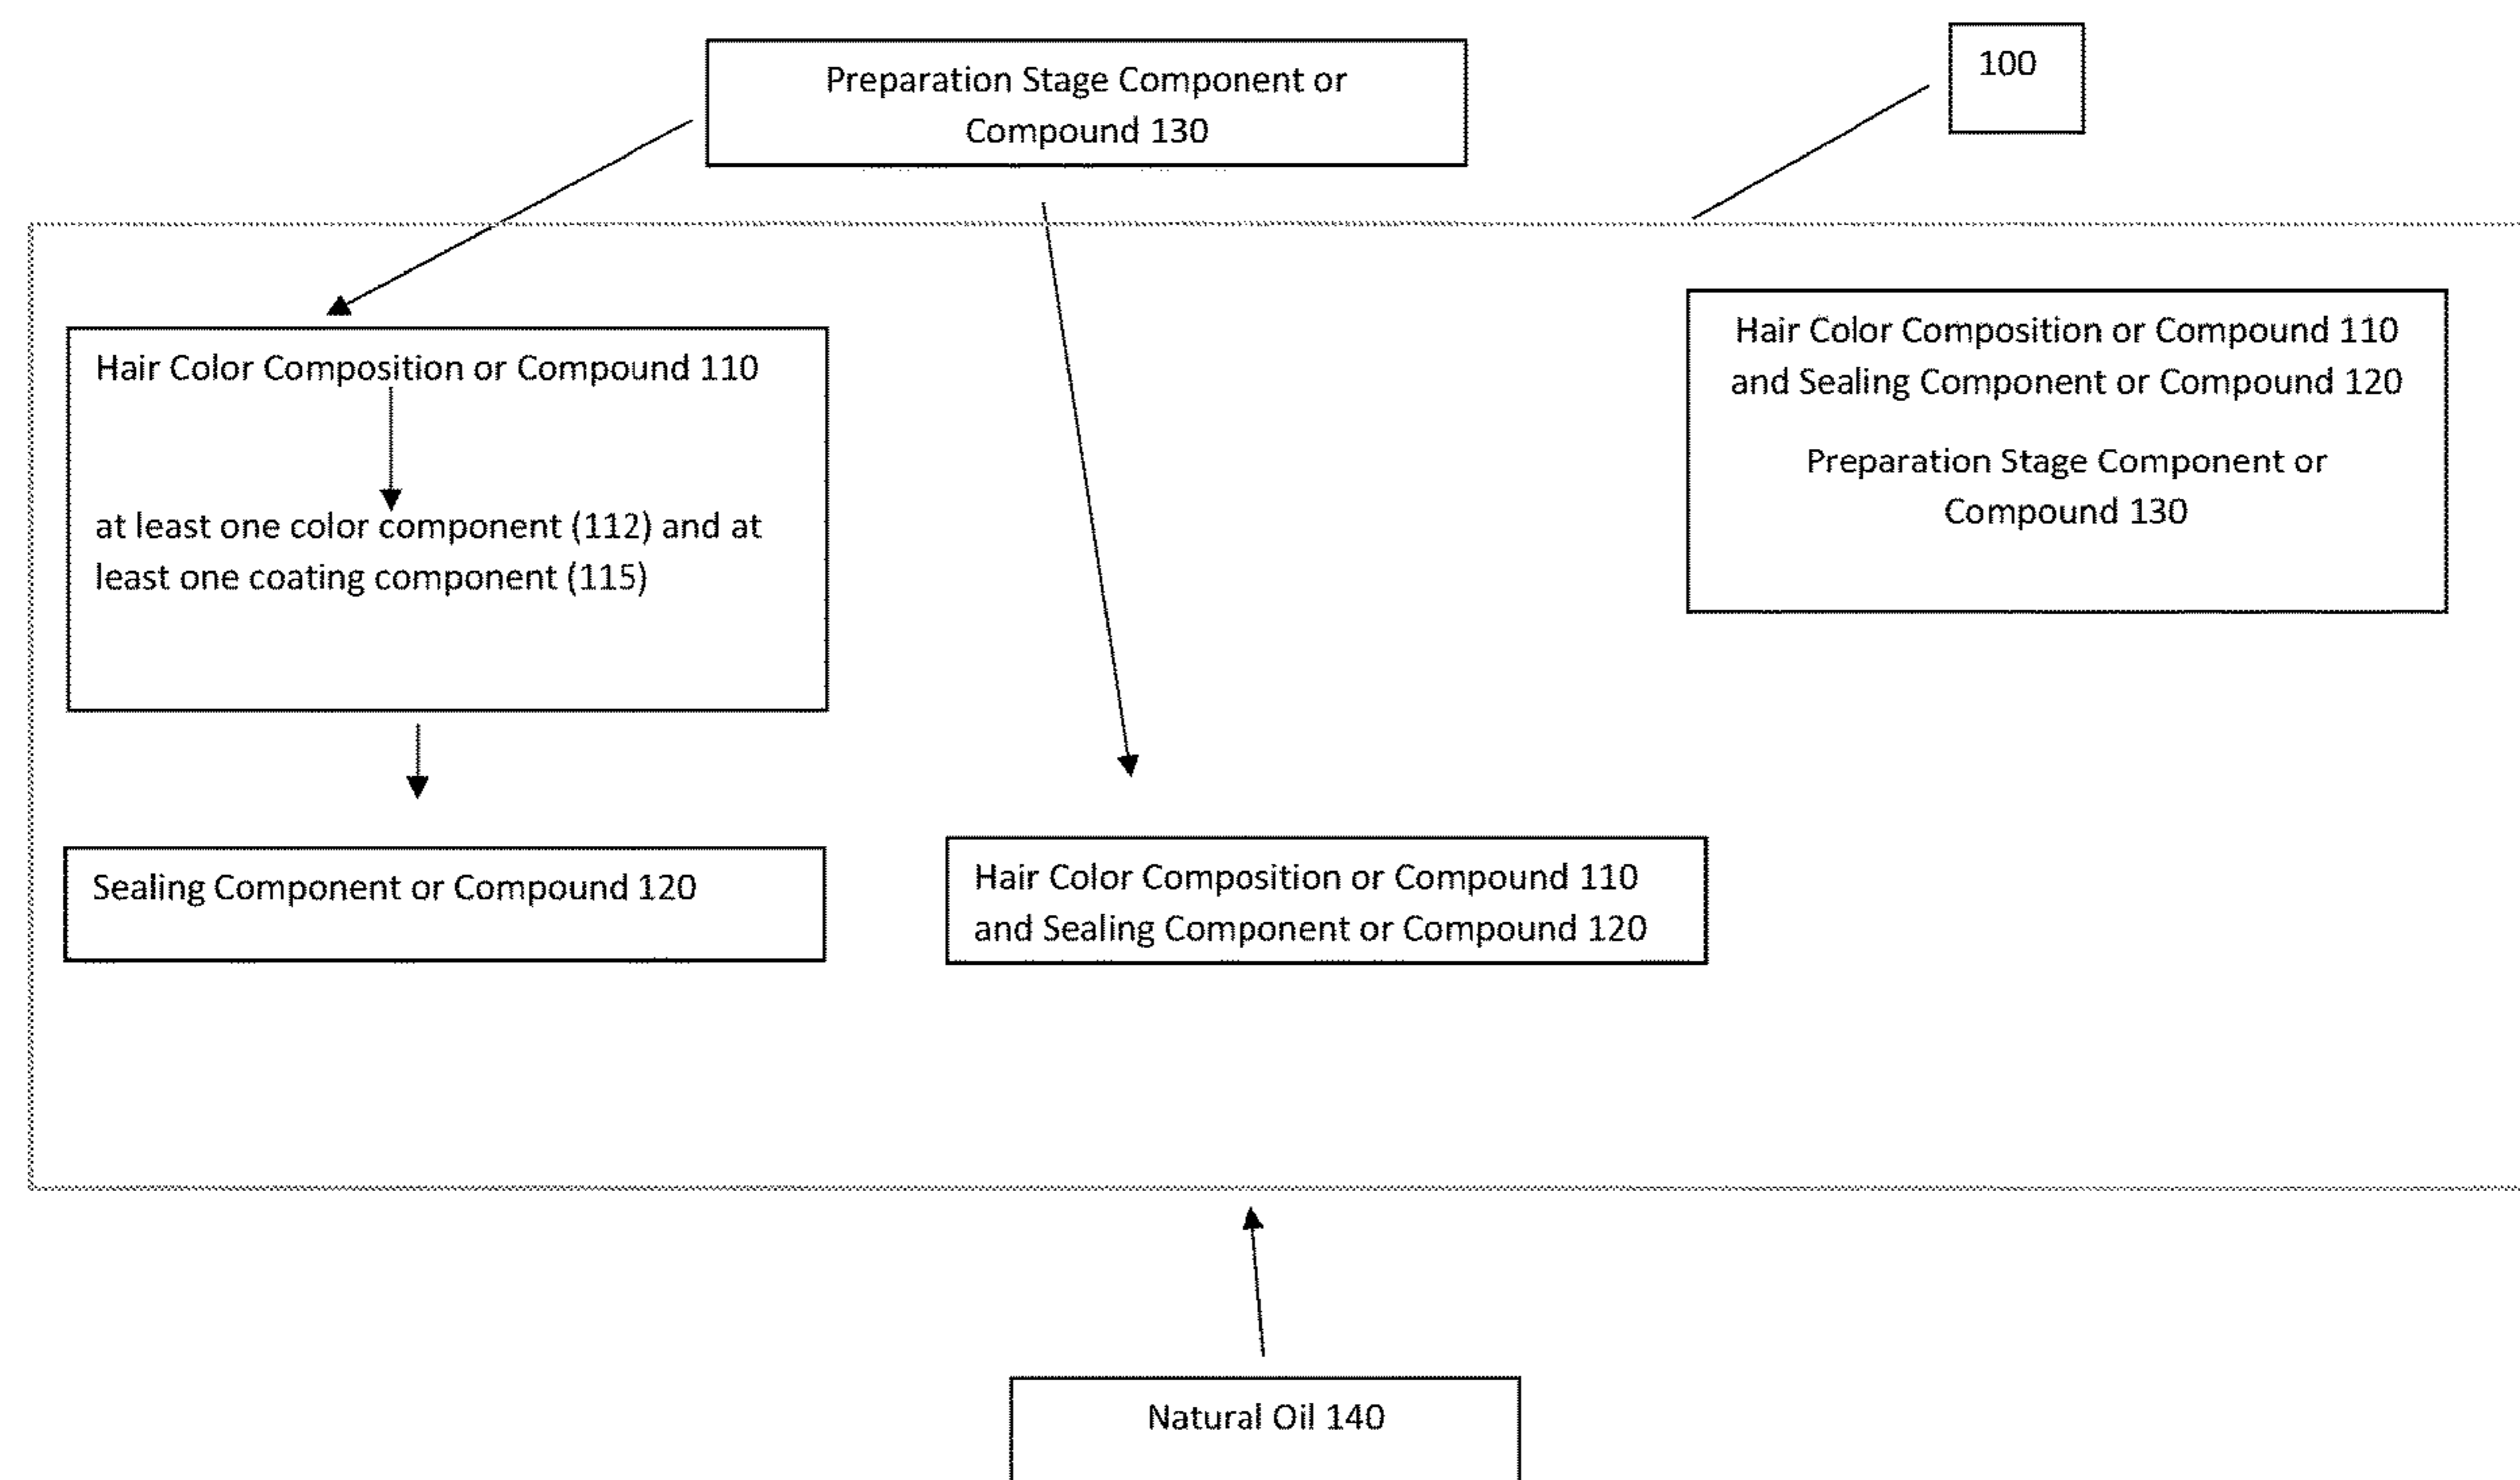 Preparation Stage Component or
Compound 130
100
Hair Color Composition or Compound 110
at least one color component (112) and at
least one coating component (115)
Hair Color Composition or Compound 110
and Sealing Component or Compound 120
Preparation Stage Component or
Compound 130
Sealing Component or Compound 120
Hair Color Composition or Compound 110
and Sealing Component or Compound 120
Natural Oil 140